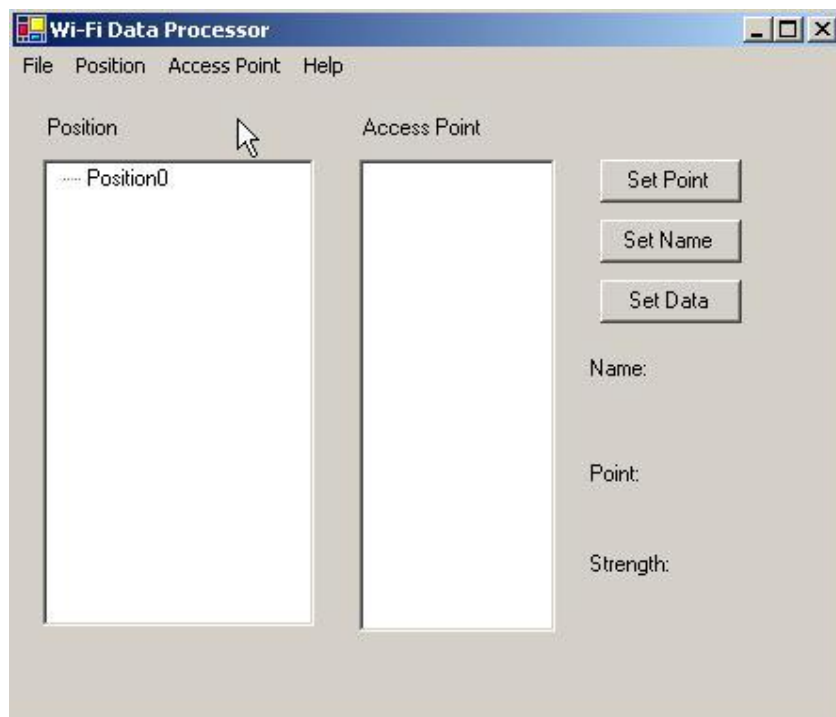 Wi-Fi Data Processor
File Position Access Point Help
Position Access Point
Position0
Set Point
Set Name
Set Data
Name:
Point:
Strength: